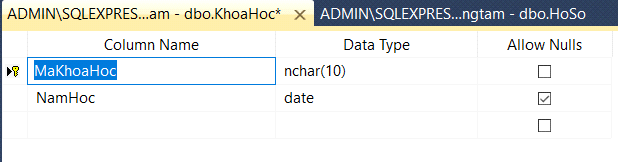 ADMIN\SQLEXPRES...am - dbo.KhoaHoc* ADMIN\SQLEXPRES...ngtam - dbo.HoSo
Column Name Data Type Allow Nulls
MaKhoaHoc nchar(10)
NamHoc date